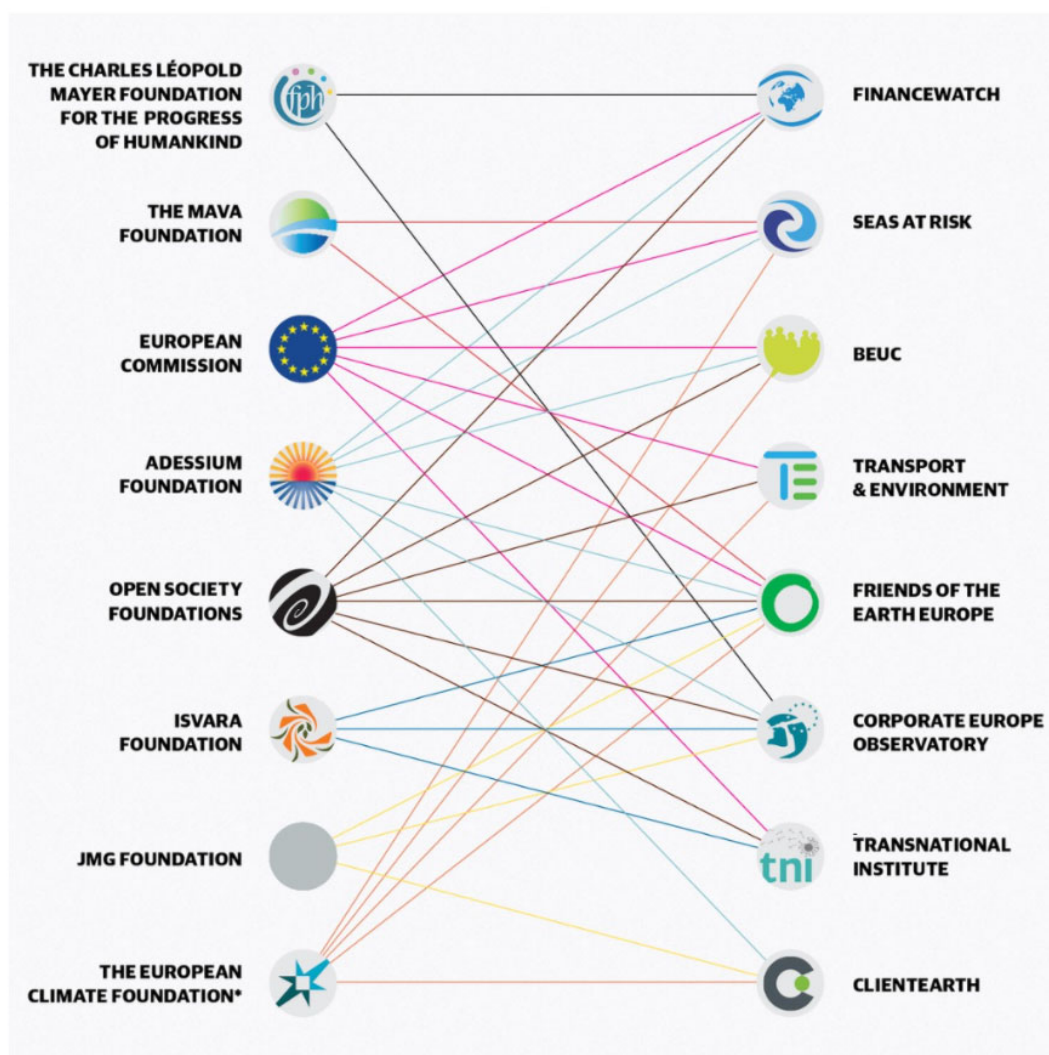 THE CHARLES LÉOPOLD
MAYER FOUNDATION
FOR THE PROGRESS
OF HUMANKIND
fph
FINANCEWATCH
THE MAVA
FOUNDATION
SEAS AT RISK
EUROPEAN
COMMISSION
BEUC
ADESSIUM
FOUNDATION
TRANSPORT
& ENVIRONMENT
OPEN SOCIETY
FOUNDATIONS
FRIENDS OF THE
EARTH EUROPE
ISVARA
FOUNDATION
CORPORATE EUROPE
OBSERVATORY
JMG FOUNDATION
tni
TRANSNATIONAL
INSTITUTE
THE EUROPEAN
CLIMATE FOUNDATION*
CLIENTEARTH